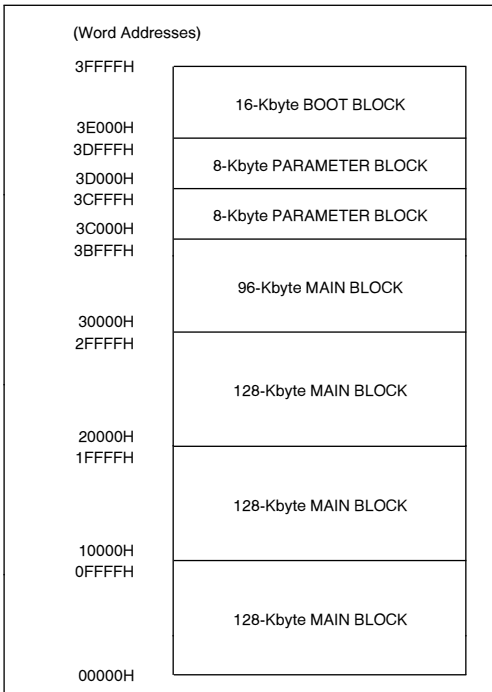 (Word Addresses)
3FFFFH
16-Kbyte BOOT BLOCK
3E000H
3DFFFH
8-Kbyte PARAMETER BLOCK
3D000H
3CFFFH
8-Kbyte PARAMETER BLOCK
3C000H
3BFFFH
96-Kbyte MAIN BLOCK
30000H
2FFFFH
128-Kbyte MAIN BLOCK
20000H
1FFFFH
128-Kbyte MAIN BLOCK
10000H
0FFFFH
128-Kbyte MAIN BLOCK
00000H